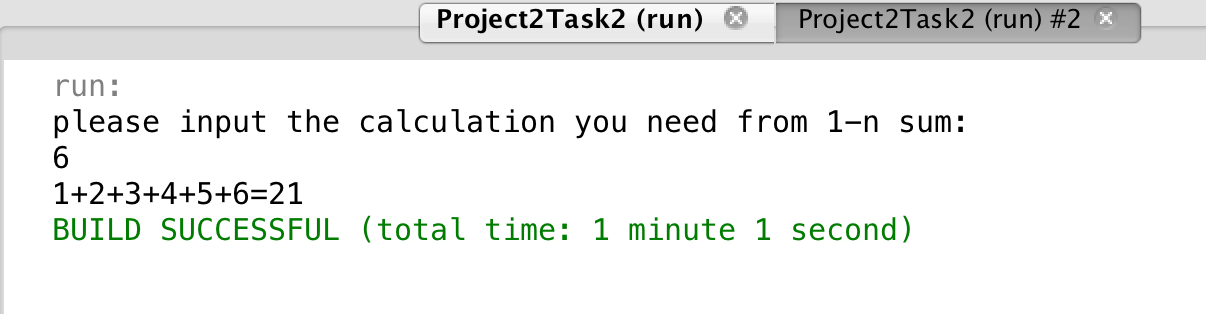 Project2Task2 (run)
Project2Task2 (run) #2
run:
please input the calculation you need from 1-n sum:
6
1+2+3+4+5+6=21
BUILD SUCCESSFUL (total time: 1 minute 1 second)